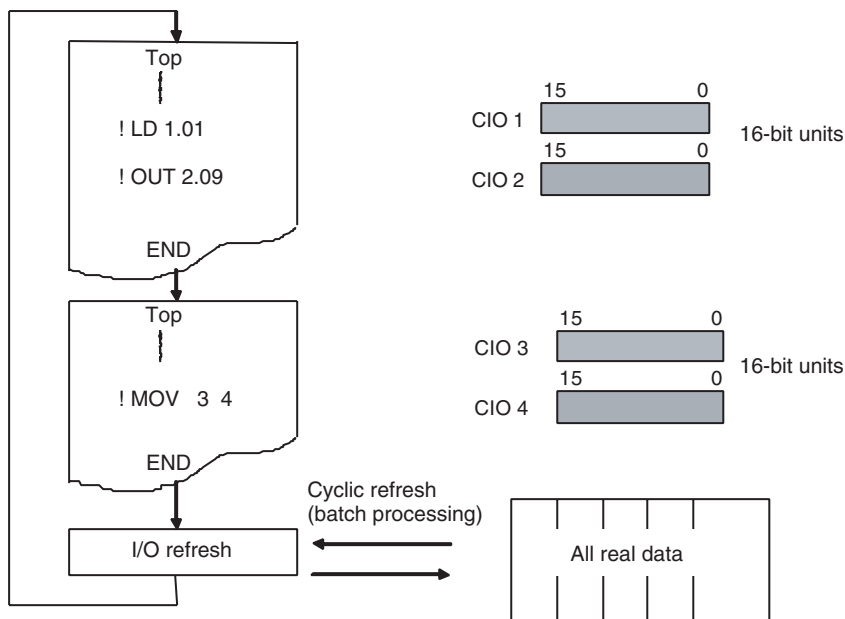 Top
! LD 1.01
! OUT 2.09
END
15 0
CIO 1
15 0
CIO 2
16-bit units
Top
! MOV 3 4
END
15 0
CIO 3
15 0
CIO 4
16-bit units
Cyclic refresh
(batch processing)
I/O refresh
All real data